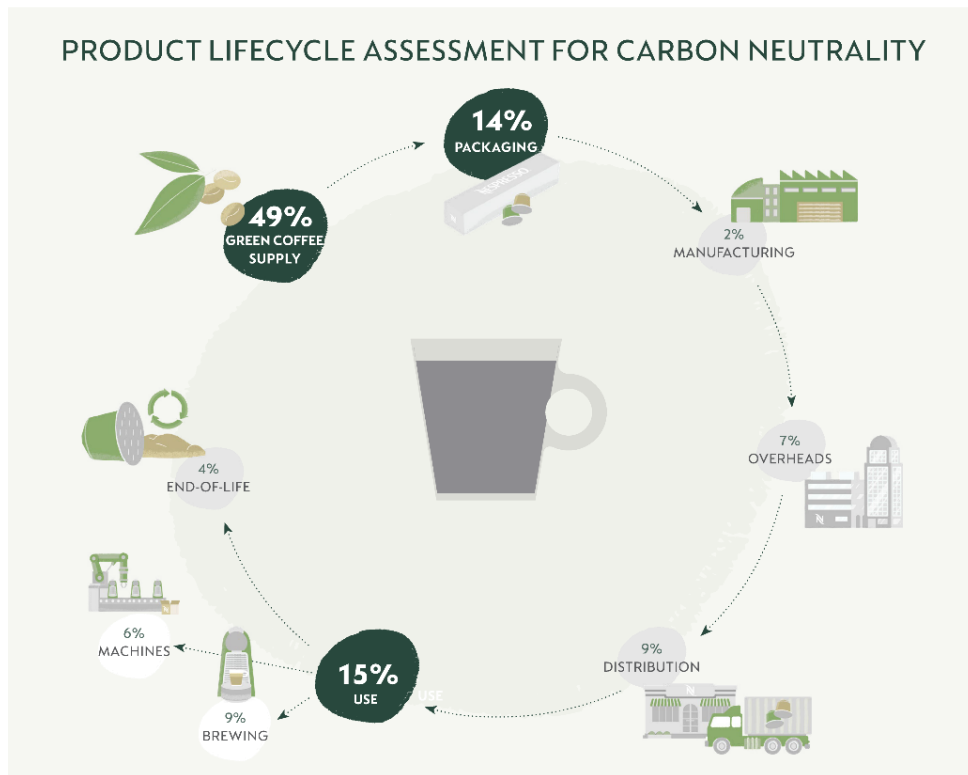 PRODUCT LIFECYCLE ASSESSMENT FOR CARBON NEUTRALITY
14%
PACKAGING
NESPRESSO
49%
GREEN COFFEE
SUPPLY
2%
MANUFACTURING
7%
OVERHEADS
4%
END-OF-LIFE
9%
DISTRIBUTION
6%
MACHINES
15%
USE
USE
9%
BREWING